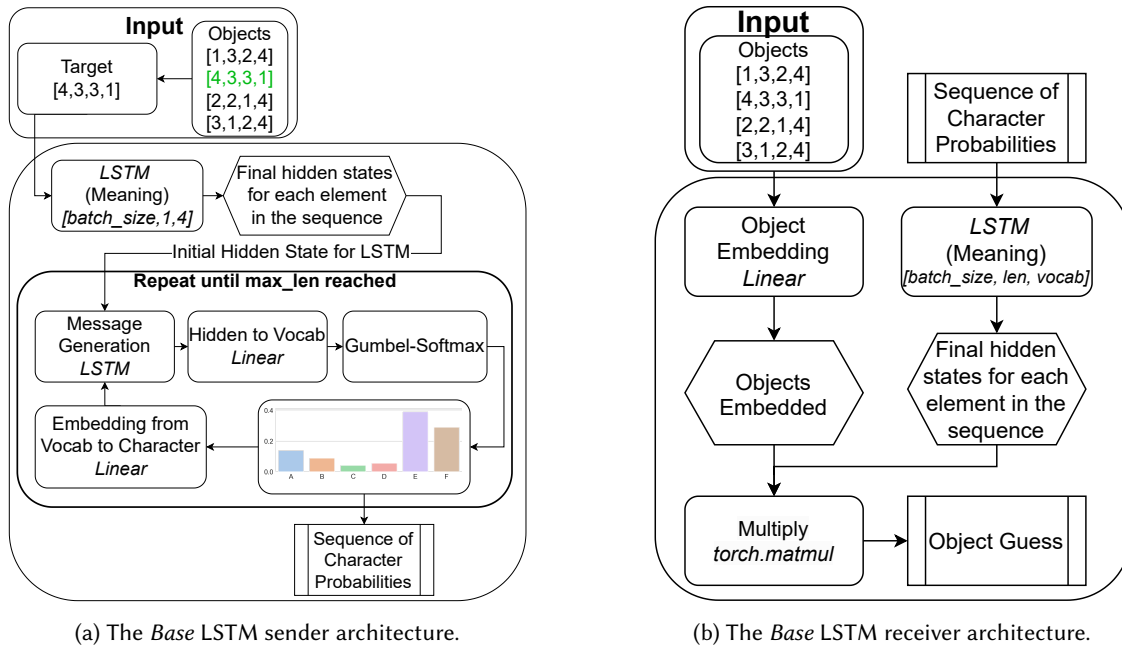 Input
Objects
[1,3,2,4]
[4,3,3,1]
[2,2,1,4]
[3,1,2,4]
Target
[4,3,3,1]
LSTM
(Meaning)
[batch_size,1,4]
Final hidden states
for each element
in the sequence
Initial Hidden State for LSTM
Repeat until max_len reached
Message
Generation
LSTM
Hidden to Vocab
Linear
Gumbel-Softmax
Embedding from
Vocab to Character
Linear
0.4
0.2
0.0
A B C D E F
Sequence of
Character
Probabilities
(a) The Base LSTM sender architecture.
Input
Objects
[1,3,2,4]
[4,3,3,1]
[2,2,1,4]
[3,1,2,4]
Sequence of
Character
Probabilities
Object
Embedding
Linear
LSTM
(Meaning)
[batch_size, len, vocab]
Objects
Embedded
Final hidden
states for each
element in the
sequence
Multiply
torch.matmul
Object Guess
(b) The Base LSTM receiver architecture.